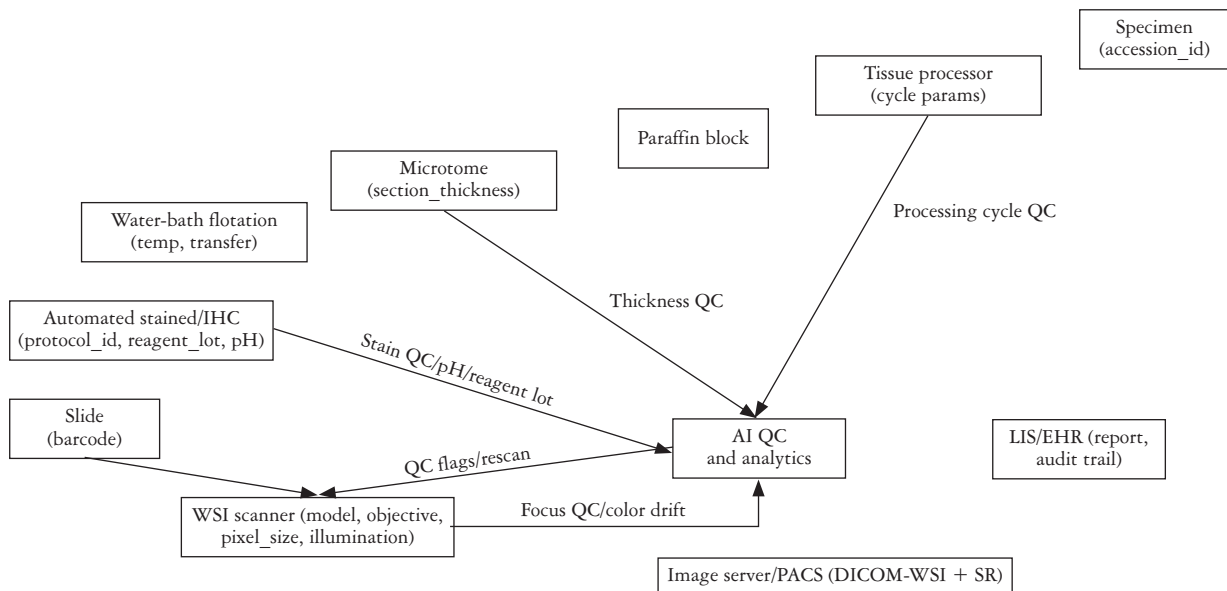 Specimen
(accession_id)
Tissue processor
(cycle params)
Paraffin block
Microtome
(section_thickness)
Water-bath flotation
(temp, transfer)
Processing cycle QC
Thickness QC
Automated stained/IHC
(protocol_id, reagent_lot, pH)
Stain QC/pH/reagent lot
Slide
(barcode)
AI QC
and analytics
LIS/EHR (report,
audit trail)
QC flags/rescan
WSI scanner (model, objective,
pixel_size, illumination)
Focus QC/color drift
Image server/PACS (DICOM-WSI + SR)